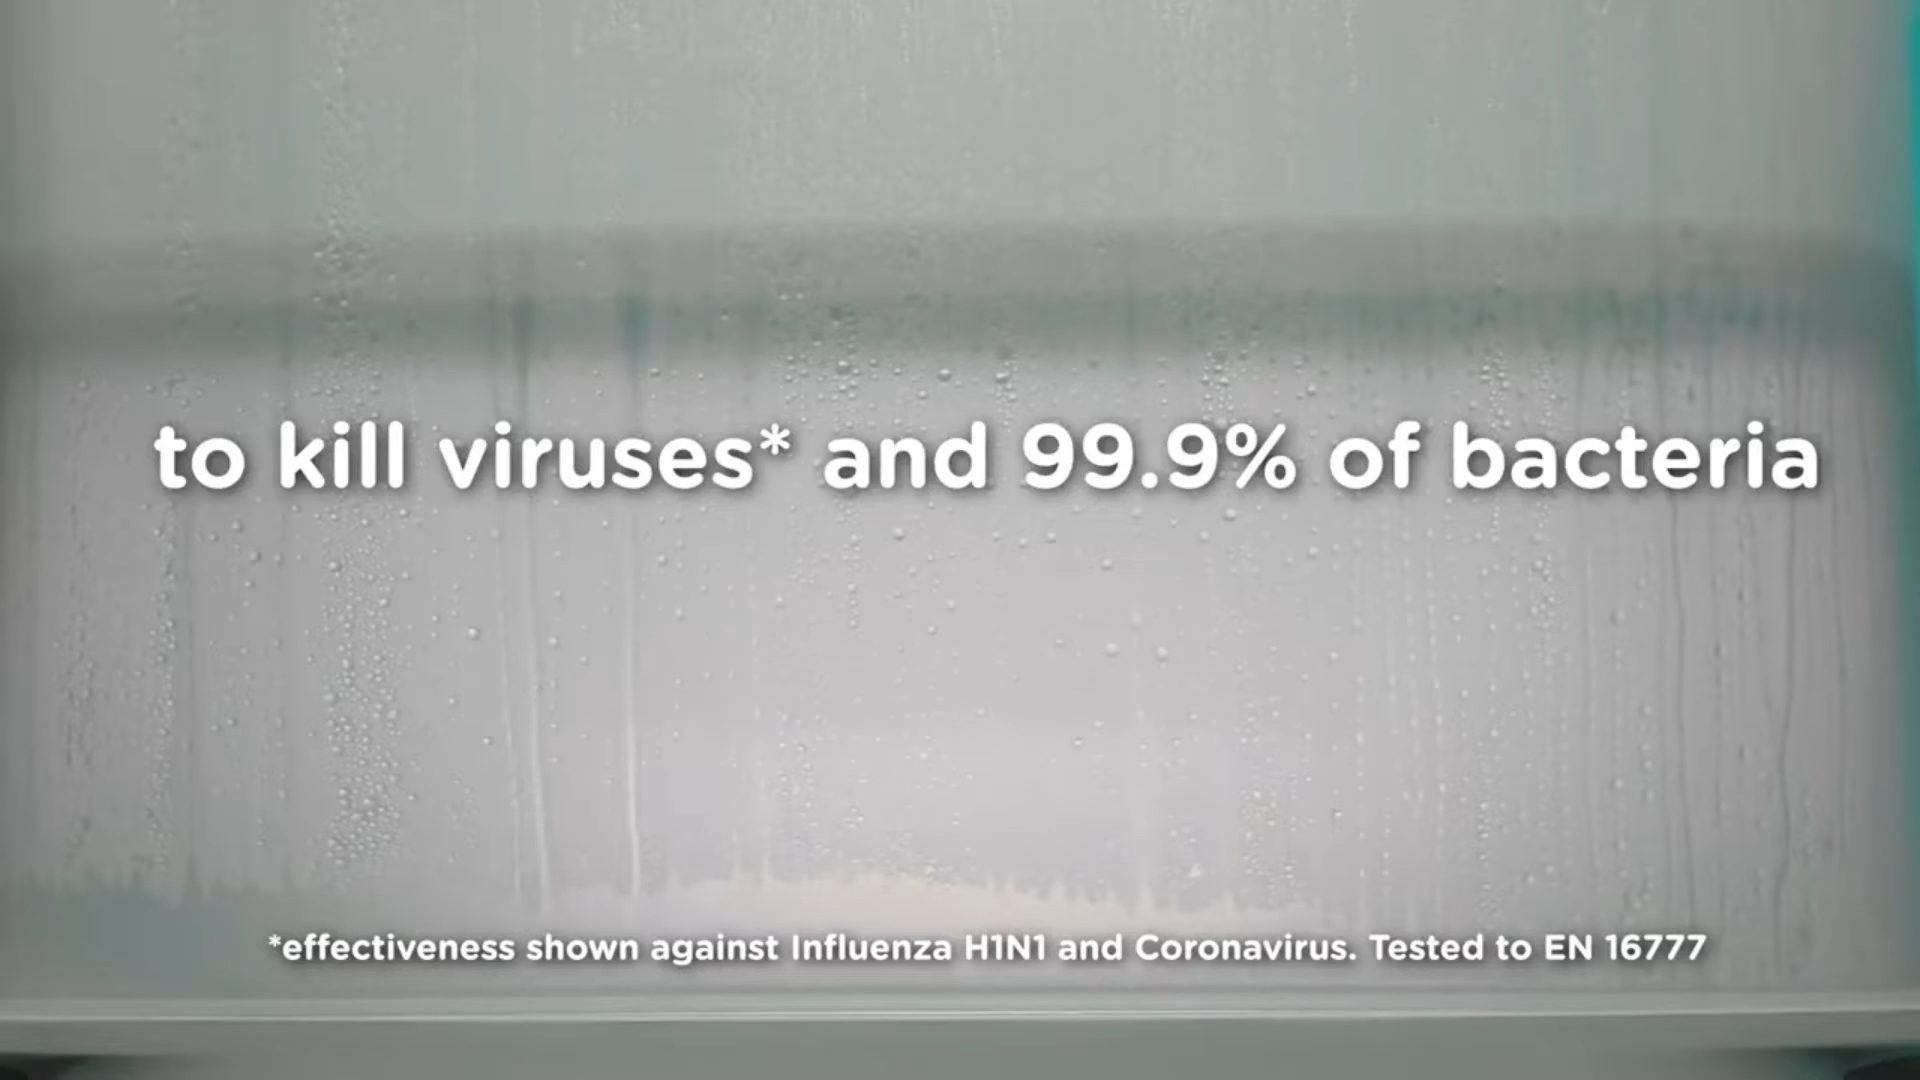 to kill viruses* and 99.9% of bacteria
*effectiveness shown against Influenza H1N1 and Coronavirus. Tested to EN 16777